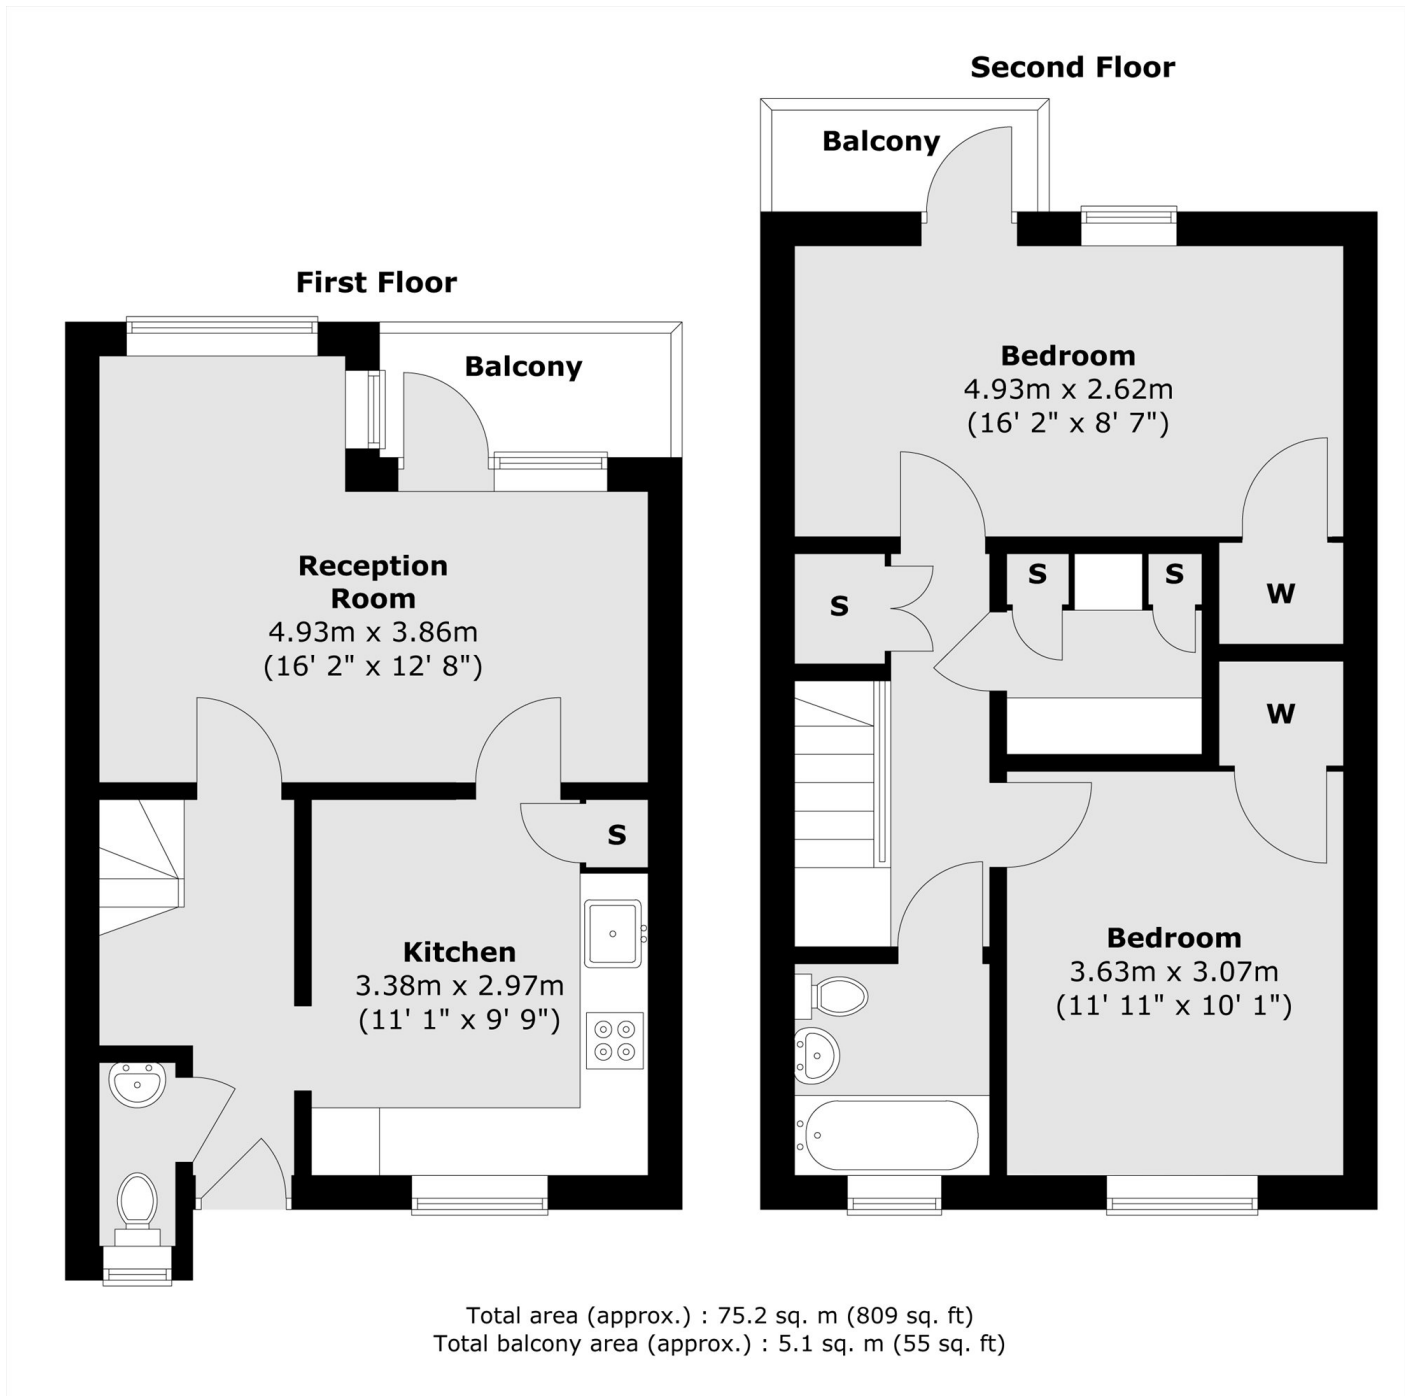 Second Floor
Balcony
Bedroom
4.93m x 2.62m
(16' 2" x 8' 7")
S
S
S
W
W
Bedroom
3.63m x 3.07m
(11' 11" x 10' 1")
First Floor
Balcony
Reception
Room
4.93m x 3.86m
(16' 2" x 12' 8")
S
Kitchen
3.38m x 2.97m
(11' 1" x 9' 9")
Total area (approx.) : 75.2 sq. m (809 sq. ft)
Total balcony area (approx.) : 5.1 sq. m (55 sq. ft)